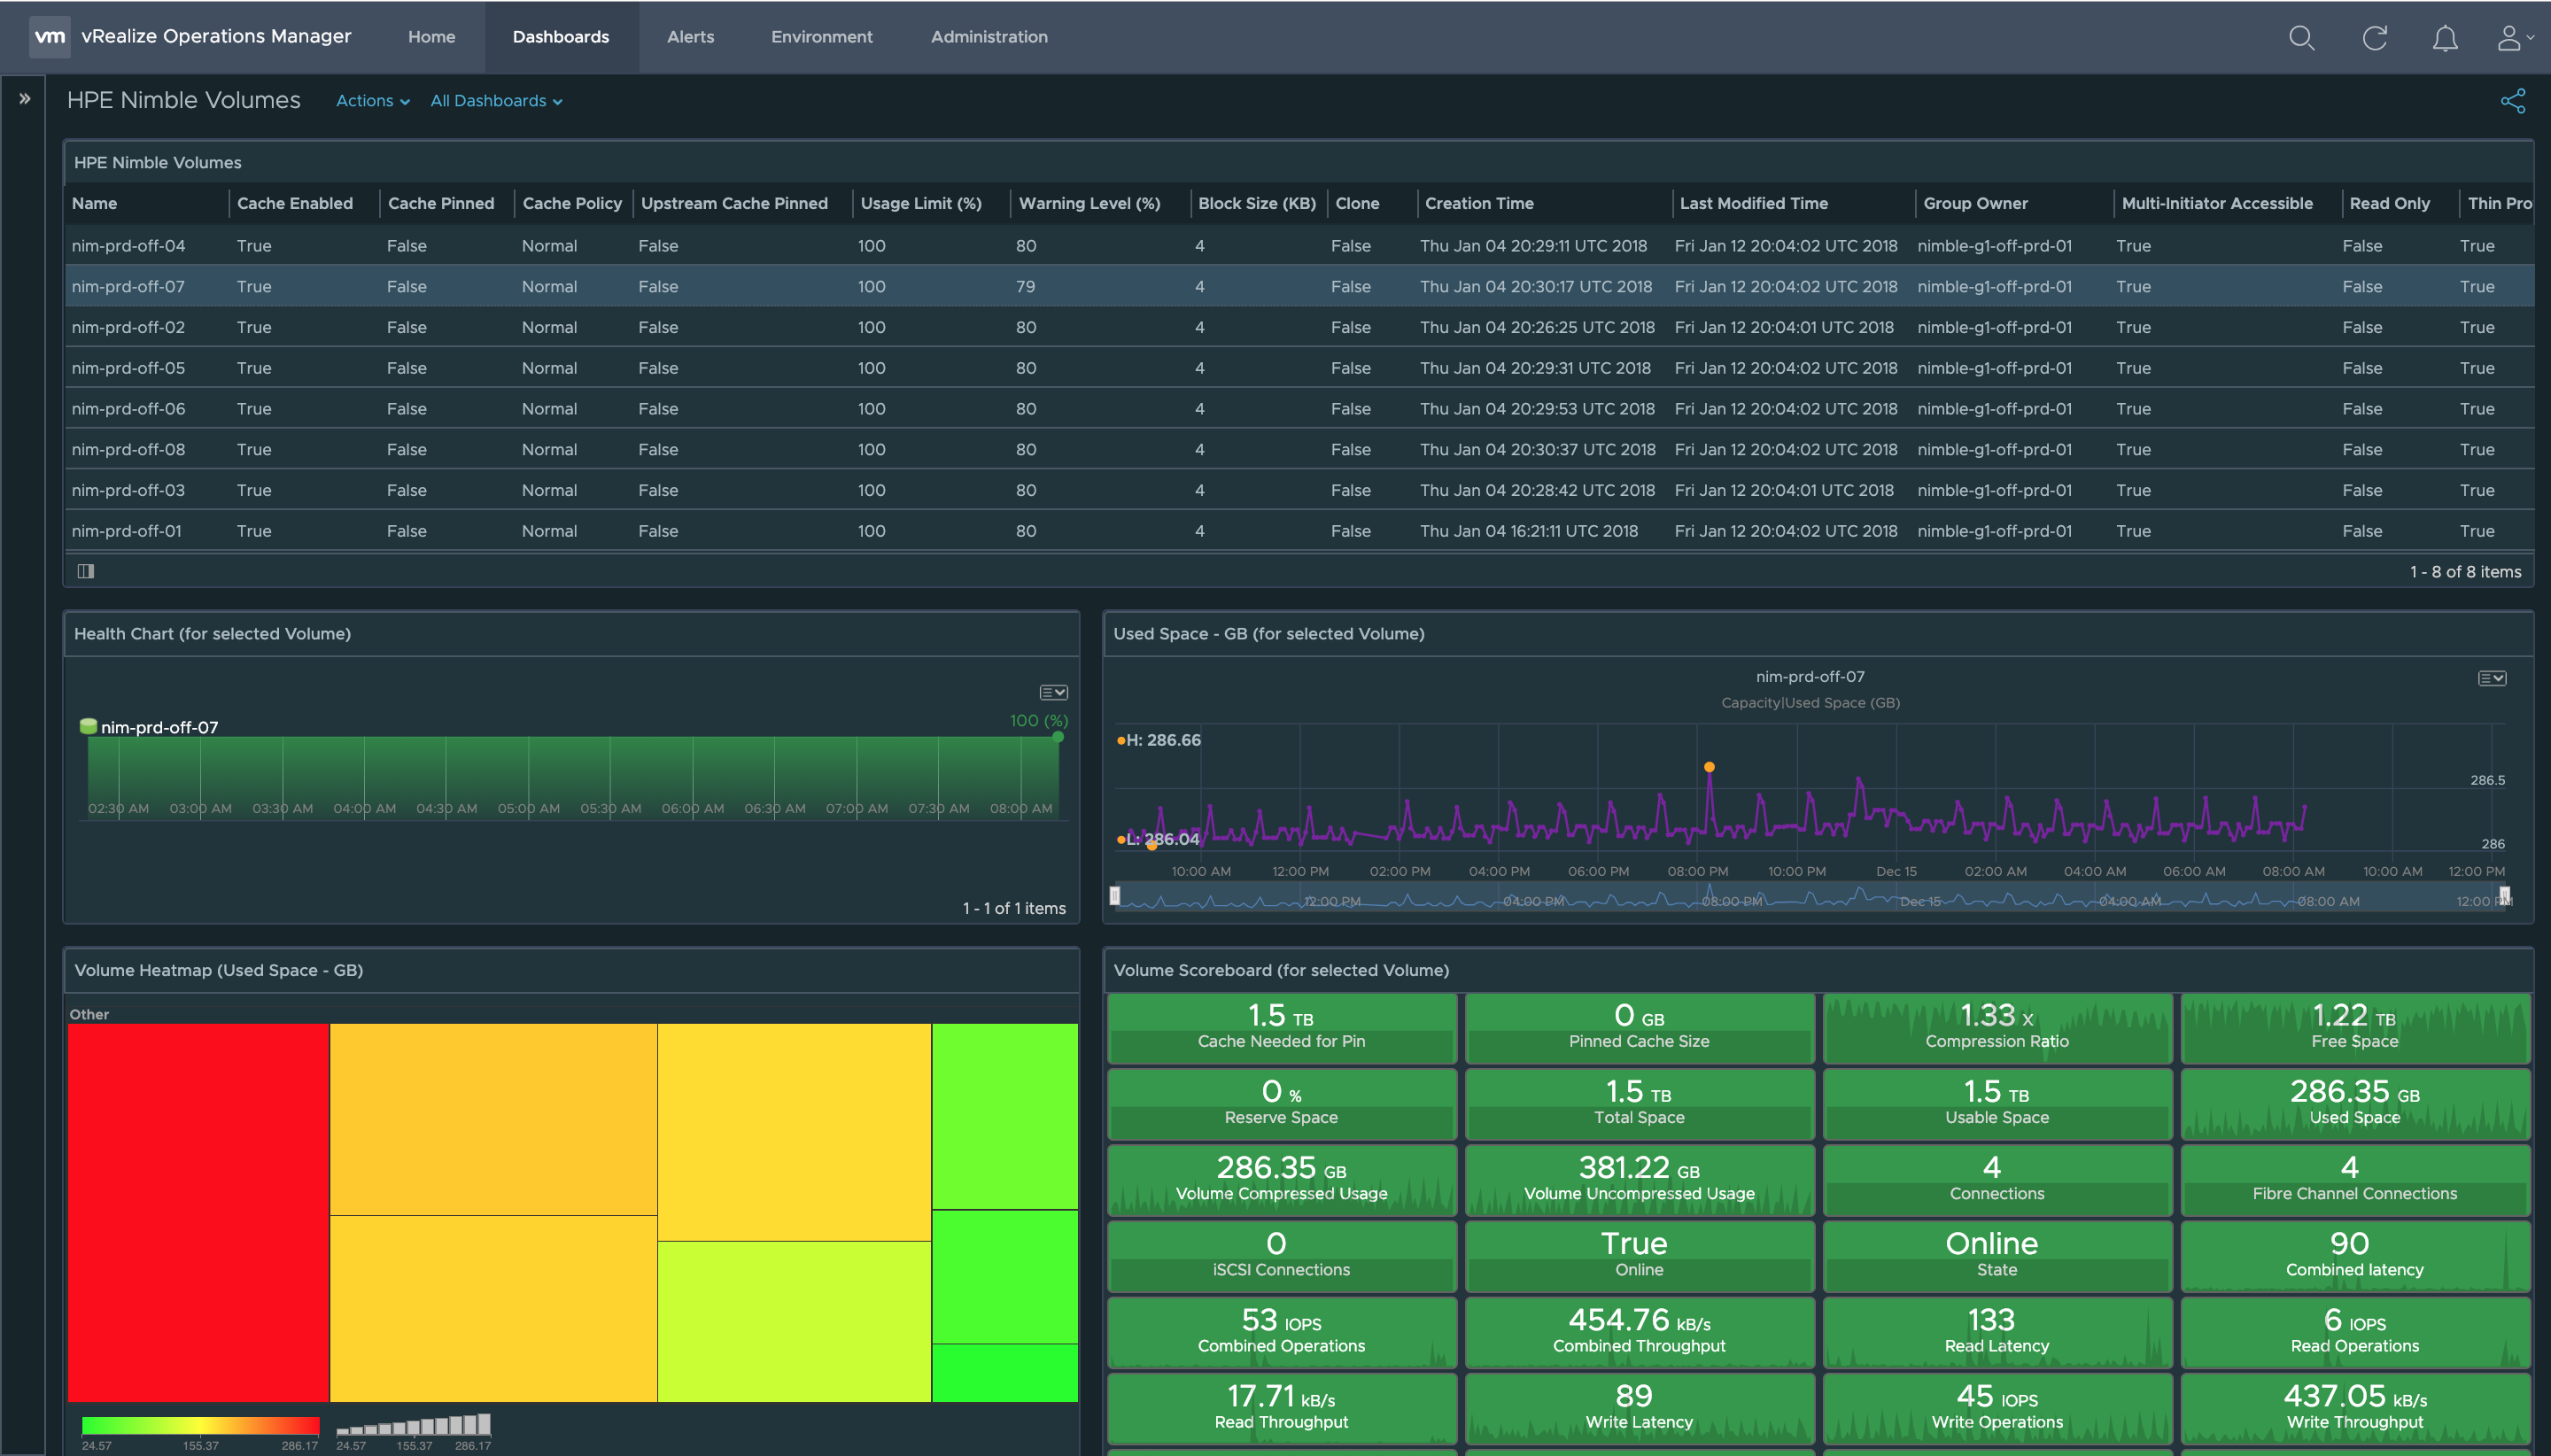 vm vRealize Operations Manager Home Dashboards Alerts Environment Administration
HPE Nimble Volumes Actions All Dashboards
HPE Nimble Volumes
Name Cache Enabled Cache Pinned Cache Policy Upstream Cache Pinned Usage Limit (%) Warning Level (%) Block Size (KB) Clone Creation Time Last Modified Time Group Owner Multi-Initiator Accessible Read Only Thin Pro
nim-prd-off-04 True False Normal False 100 80 4 False Thu Jan 04 20:29:11 UTC 2018 Fri Jan 12 20:04:02 UTC 2018 nimble-g1-off-prd-01 True False True
nim-prd-off-07 True False Normal False 100 79 4 False Thu Jan 04 20:30:17 UTC 2018 Fri Jan 12 20:04:02 UTC 2018 nimble-g1-off-prd-01 True False True
nim-prd-off-02 True False Normal False 100 80 4 False Thu Jan 04 20:26:25 UTC 2018 Fri Jan 12 20:04:01 UTC 2018 nimble-g1-off-prd-01 True False True
nim-prd-off-05 True False Normal False 100 80 4 False Thu Jan 04 20:29:31 UTC 2018 Fri Jan 12 20:04:02 UTC 2018 nimble-g1-off-prd-01 True False True
nim-prd-off-06 True False Normal False 100 80 4 False Thu Jan 04 20:29:53 UTC 2018 Fri Jan 12 20:04:02 UTC 2018 nimble-g1-off-prd-01 True False True
nim-prd-off-08 True False Normal False 100 80 4 False Thu Jan 04 20:30:37 UTC 2018 Fri Jan 12 20:04:02 UTC 2018 nimble-g1-off-prd-01 True False True
nim-prd-off-03 True False Normal False 100 80 4 False Thu Jan 04 20:28:42 UTC 2018 Fri Jan 12 20:04:01 UTC 2018 nimble-g1-off-prd-01 True False True
nim-prd-off-01 True False Normal False 100 80 4 False Thu Jan 04 16:21:11 UTC 2018 Fri Jan 12 20:04:02 UTC 2018 nimble-g1-off-prd-01 True False True
1 - 8 of 8 items
Health Chart (for selected Volume)
100 (%)
nim-prd-off-07
02:30 AM 03:00 AM 03:30 AM 04:00 AM 04:30 AM 05:00 AM 05:30 AM 06:00 AM 06:30 AM 07:00 AM 07:30 AM 08:00 AM
1 - 1 of 1 items
Used Space - GB (for selected Volume)
nim-prd-off-07
Capacity|Used Space (GB)
H: 286.66
286.5
L: 286.04
286
10:00 AM 12:00 PM 02:00 PM 04:00 PM 06:00 PM 08:00 PM 10:00 PM Dec 15 02:00 AM 04:00 AM 06:00 AM 08:00 AM 10:00 AM 12:00 PM
12:00 PM 04:00 PM 08:00 PM Dec 15 04:00 AM 08:00 AM 12:00 PM
Volume Heatmap (Used Space - GB)
Other
24.57 155.37 286.17 24.57 155.37 286.17
Volume Scoreboard (for selected Volume)
1.5 TB 0 GB 1.33 X 1.22 TB
Cache Needed for Pin Pinned Cache Size Compression Ratio Free Space
0 % 1.5 TB 1.5 TB 286.35 GB
Reserve Space Total Space Usable Space Used Space
286.35 GB 381.22 GB 4 4
Volume Compressed Usage Volume Uncompressed Usage Connections Fibre Channel Connections
0 True Online 90
iSCSI Connections Online State Combined latency
53 IOPS 454.76 kB/s 133 6 IOPS
Combined Operations Combined Throughput Read Latency Read Operations
17.71 kB/s 89 45 IOPS 437.05 kB/s
Read Throughput Write Latency Write Operations Write Throughput